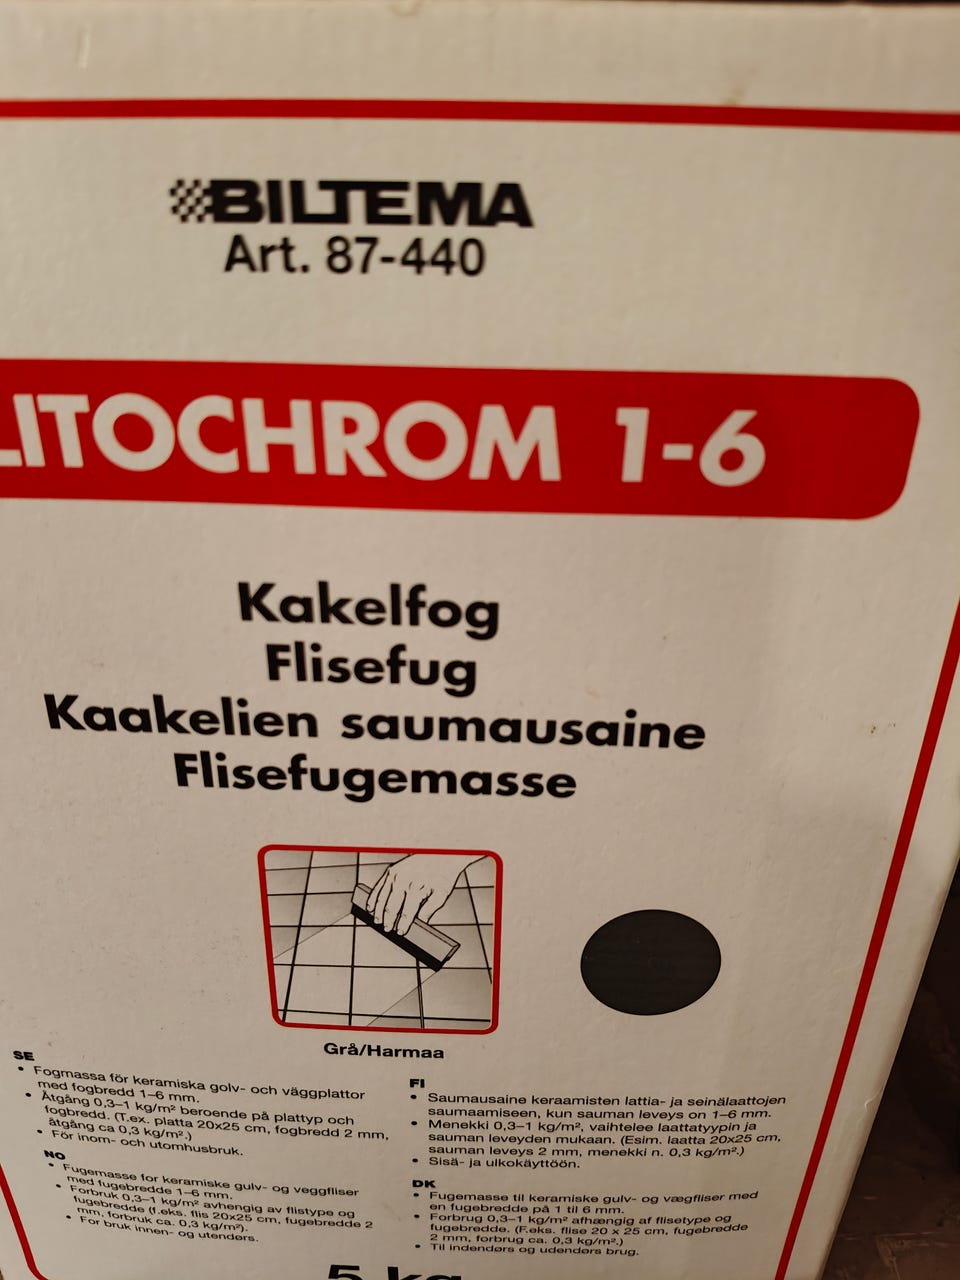 BILTEMA
Art. 87-440
LITOCHROM 1-6
Kakelfog
Flisefug
Kaakelien saumausaine
Flisefugemasse
Grå/Harmaa
SE
• Fogmassa för keramiska golv- och väggplattor
med fogbredd 1–6 mm.
• Åtgång 0,3–1 kg/m² beroende på plattyp och
fogbredd. (T.ex. platta 20x25 cm, fogbredd 2 mm,
åtgång ca 0,3 kg/m².)
• För inom- och utomhusbruk.
NO
• Fugemasse for keramiske gulv- og veggfliser
med fugebredde 1–6 mm.
• Forbruk 0,3–1 kg/m² avhengig av flistype og
fugebredde (f.eks. flis 20x25 cm, fugebredde 2
mm, forbruk ca. 0,3 kg/m²).
• For bruk innen- og utendørs.
FI
• Saumausaine keraamisten lattia- ja seinälaattojen
saumaamiseen, kun sauman leveys on 1–6 mm.
• Menekki 0,3–1 kg/m², vaihtelee laattatyypin ja
sauman leveyden mukaan. (Esim. laatta 20x25 cm,
sauman leveys 2 mm, menekki n. 0,3 kg/m².)
• Sisä- ja ulkokäyttöön.
DK
• Fugemasse til keramiske gulv- og vægfliser med
en fugebredde på 1 til 6 mm.
• Forbrug 0,3–1 kg/m² afhængig af flisetype og
fugebredde. (F.eks. flise 20 x 25 cm, fugebredde
2 mm, forbrug ca. 0,3 kg/m².)
• Til indendørs og udendørs brug.
5 kg